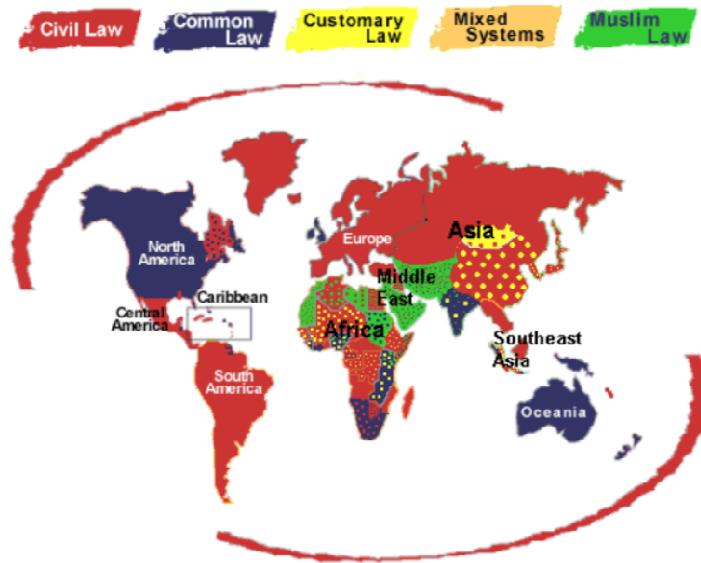 Civil Law
Common
Law
Customary
Law
Mixed
Systems
Muslim
Law
North
America
Europe
Asia
Middle
East
Caribbean
Central
America
Africa
Southeast
Asia
South
America
Oceania